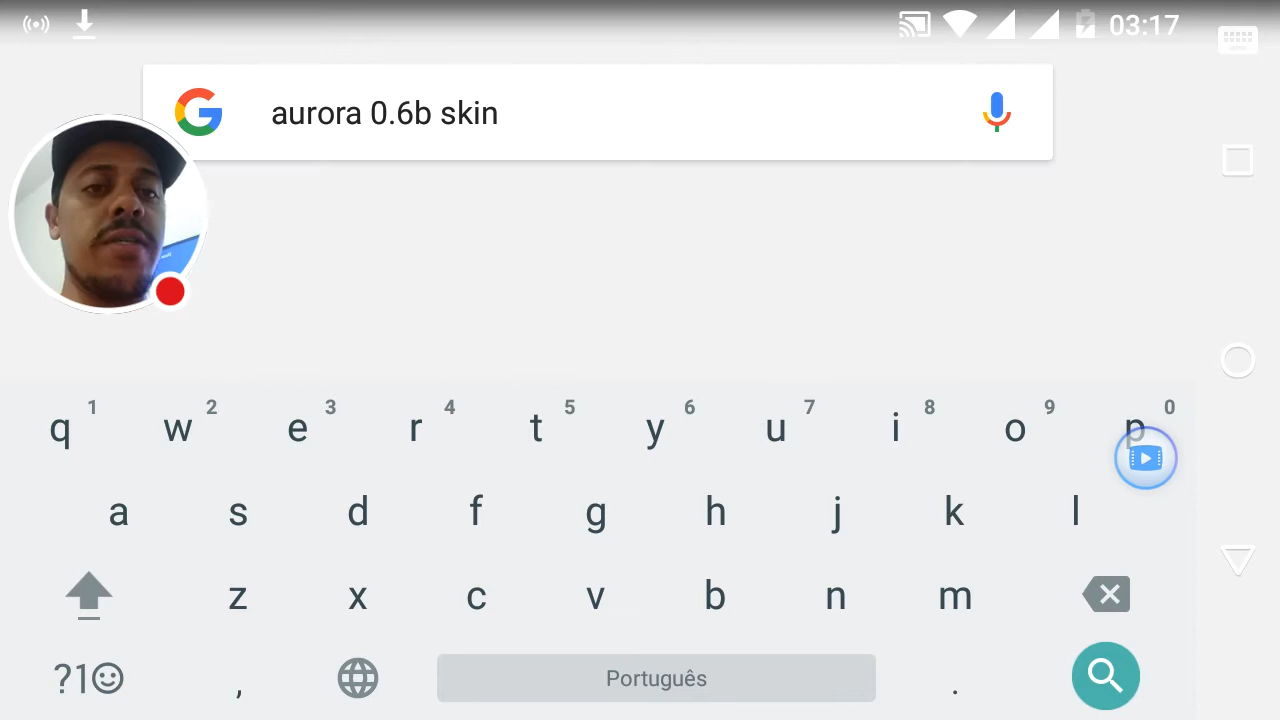 03:17
aurora 0.6b skin
q 1 w 2 e 3 r 4 t 5 y 6 u 7 i 8 o 9 p 0
a s d f g h j k l
z x c v b n m
?1 , Português .